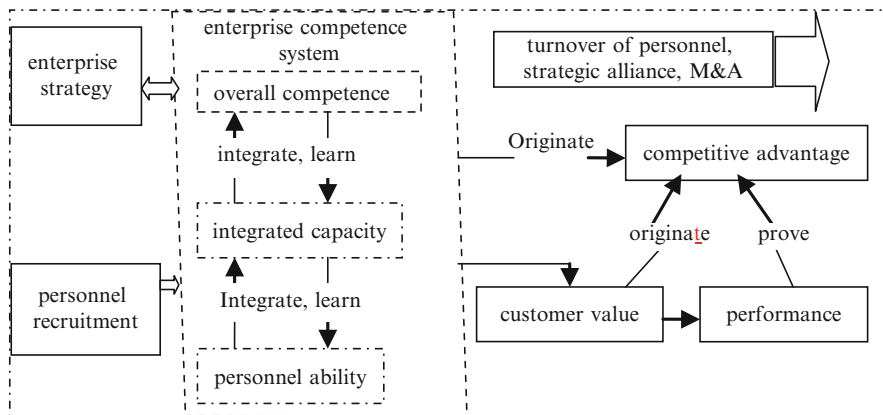 enterprise
strategy
personnel
recruitment
enterprise competence
system
overall competence
integrate, learn
integrated capacity
Integrate, learn
personnel ability
turnover of personnel,
strategic alliance, M&A
Originate
competitive advantage
originate
prove
customer value
performance